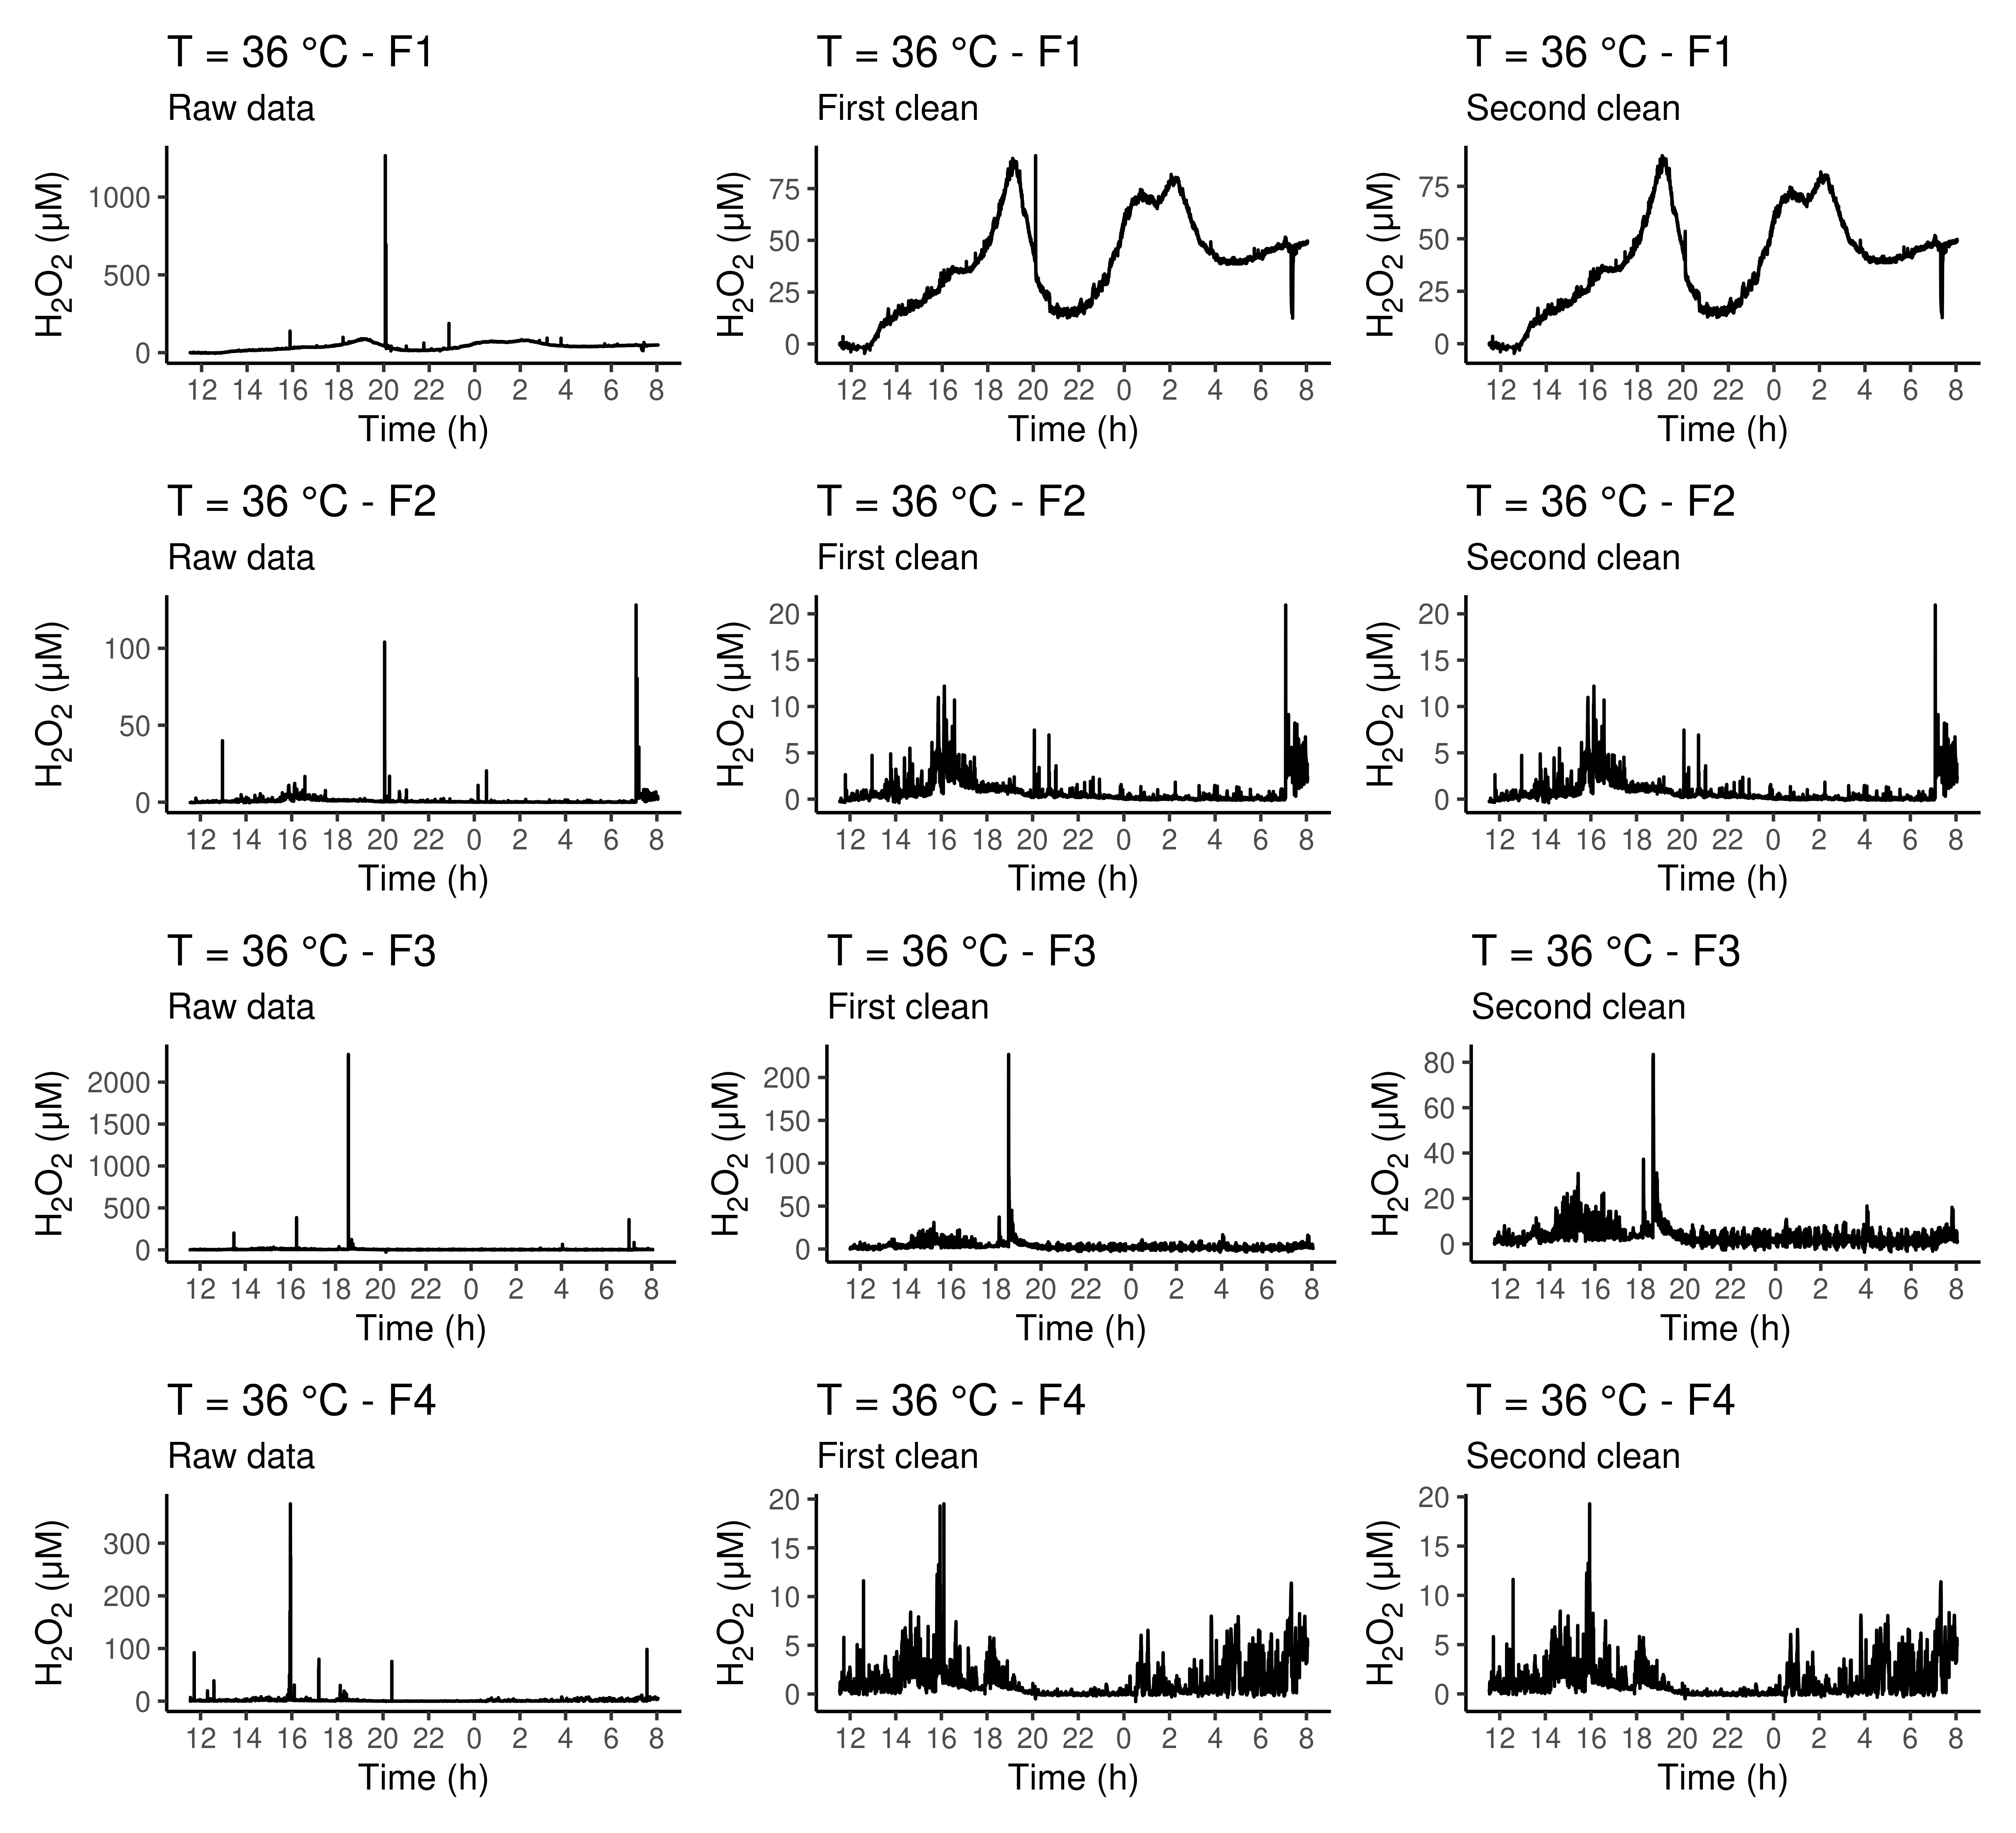 T = 36 °C - F1
Raw data
H₂O₂ (µM)
1000
500
0
12 14 16 18 20 22 0 2 4 6 8
Time (h)
T = 36 °C - F1
First clean
H₂O₂ (µM)
75
50
25
0
12 14 16 18 20 22 0 2 4 6 8
Time (h)
T = 36 °C - F1
Second clean
H₂O₂ (µM)
75
50
25
0
12 14 16 18 20 22 0 2 4 6 8
Time (h)
T = 36 °C - F2
Raw data
H₂O₂ (µM)
100
50
0
12 14 16 18 20 22 0 2 4 6 8
Time (h)
T = 36 °C - F2
First clean
H₂O₂ (µM)
20
15
10
5
0
12 14 16 18 20 22 0 2 4 6 8
Time (h)
T = 36 °C - F2
Second clean
H₂O₂ (µM)
20
15
10
5
0
12 14 16 18 20 22 0 2 4 6 8
Time (h)
T = 36 °C - F3
Raw data
H₂O₂ (µM)
2000
1500
1000
500
0
12 14 16 18 20 22 0 2 4 6 8
Time (h)
T = 36 °C - F3
First clean
H₂O₂ (µM)
200
150
100
50
0
12 14 16 18 20 22 0 2 4 6 8
Time (h)
T = 36 °C - F3
Second clean
H₂O₂ (µM)
80
60
40
20
0
12 14 16 18 20 22 0 2 4 6 8
Time (h)
T = 36 °C - F4
Raw data
H₂O₂ (µM)
300
200
100
0
12 14 16 18 20 22 0 2 4 6 8
Time (h)
T = 36 °C - F4
First clean
H₂O₂ (µM)
20
15
10
5
0
12 14 16 18 20 22 0 2 4 6 8
Time (h)
T = 36 °C - F4
Second clean
H₂O₂ (µM)
20
15
10
5
0
12 14 16 18 20 22 0 2 4 6 8
Time (h)